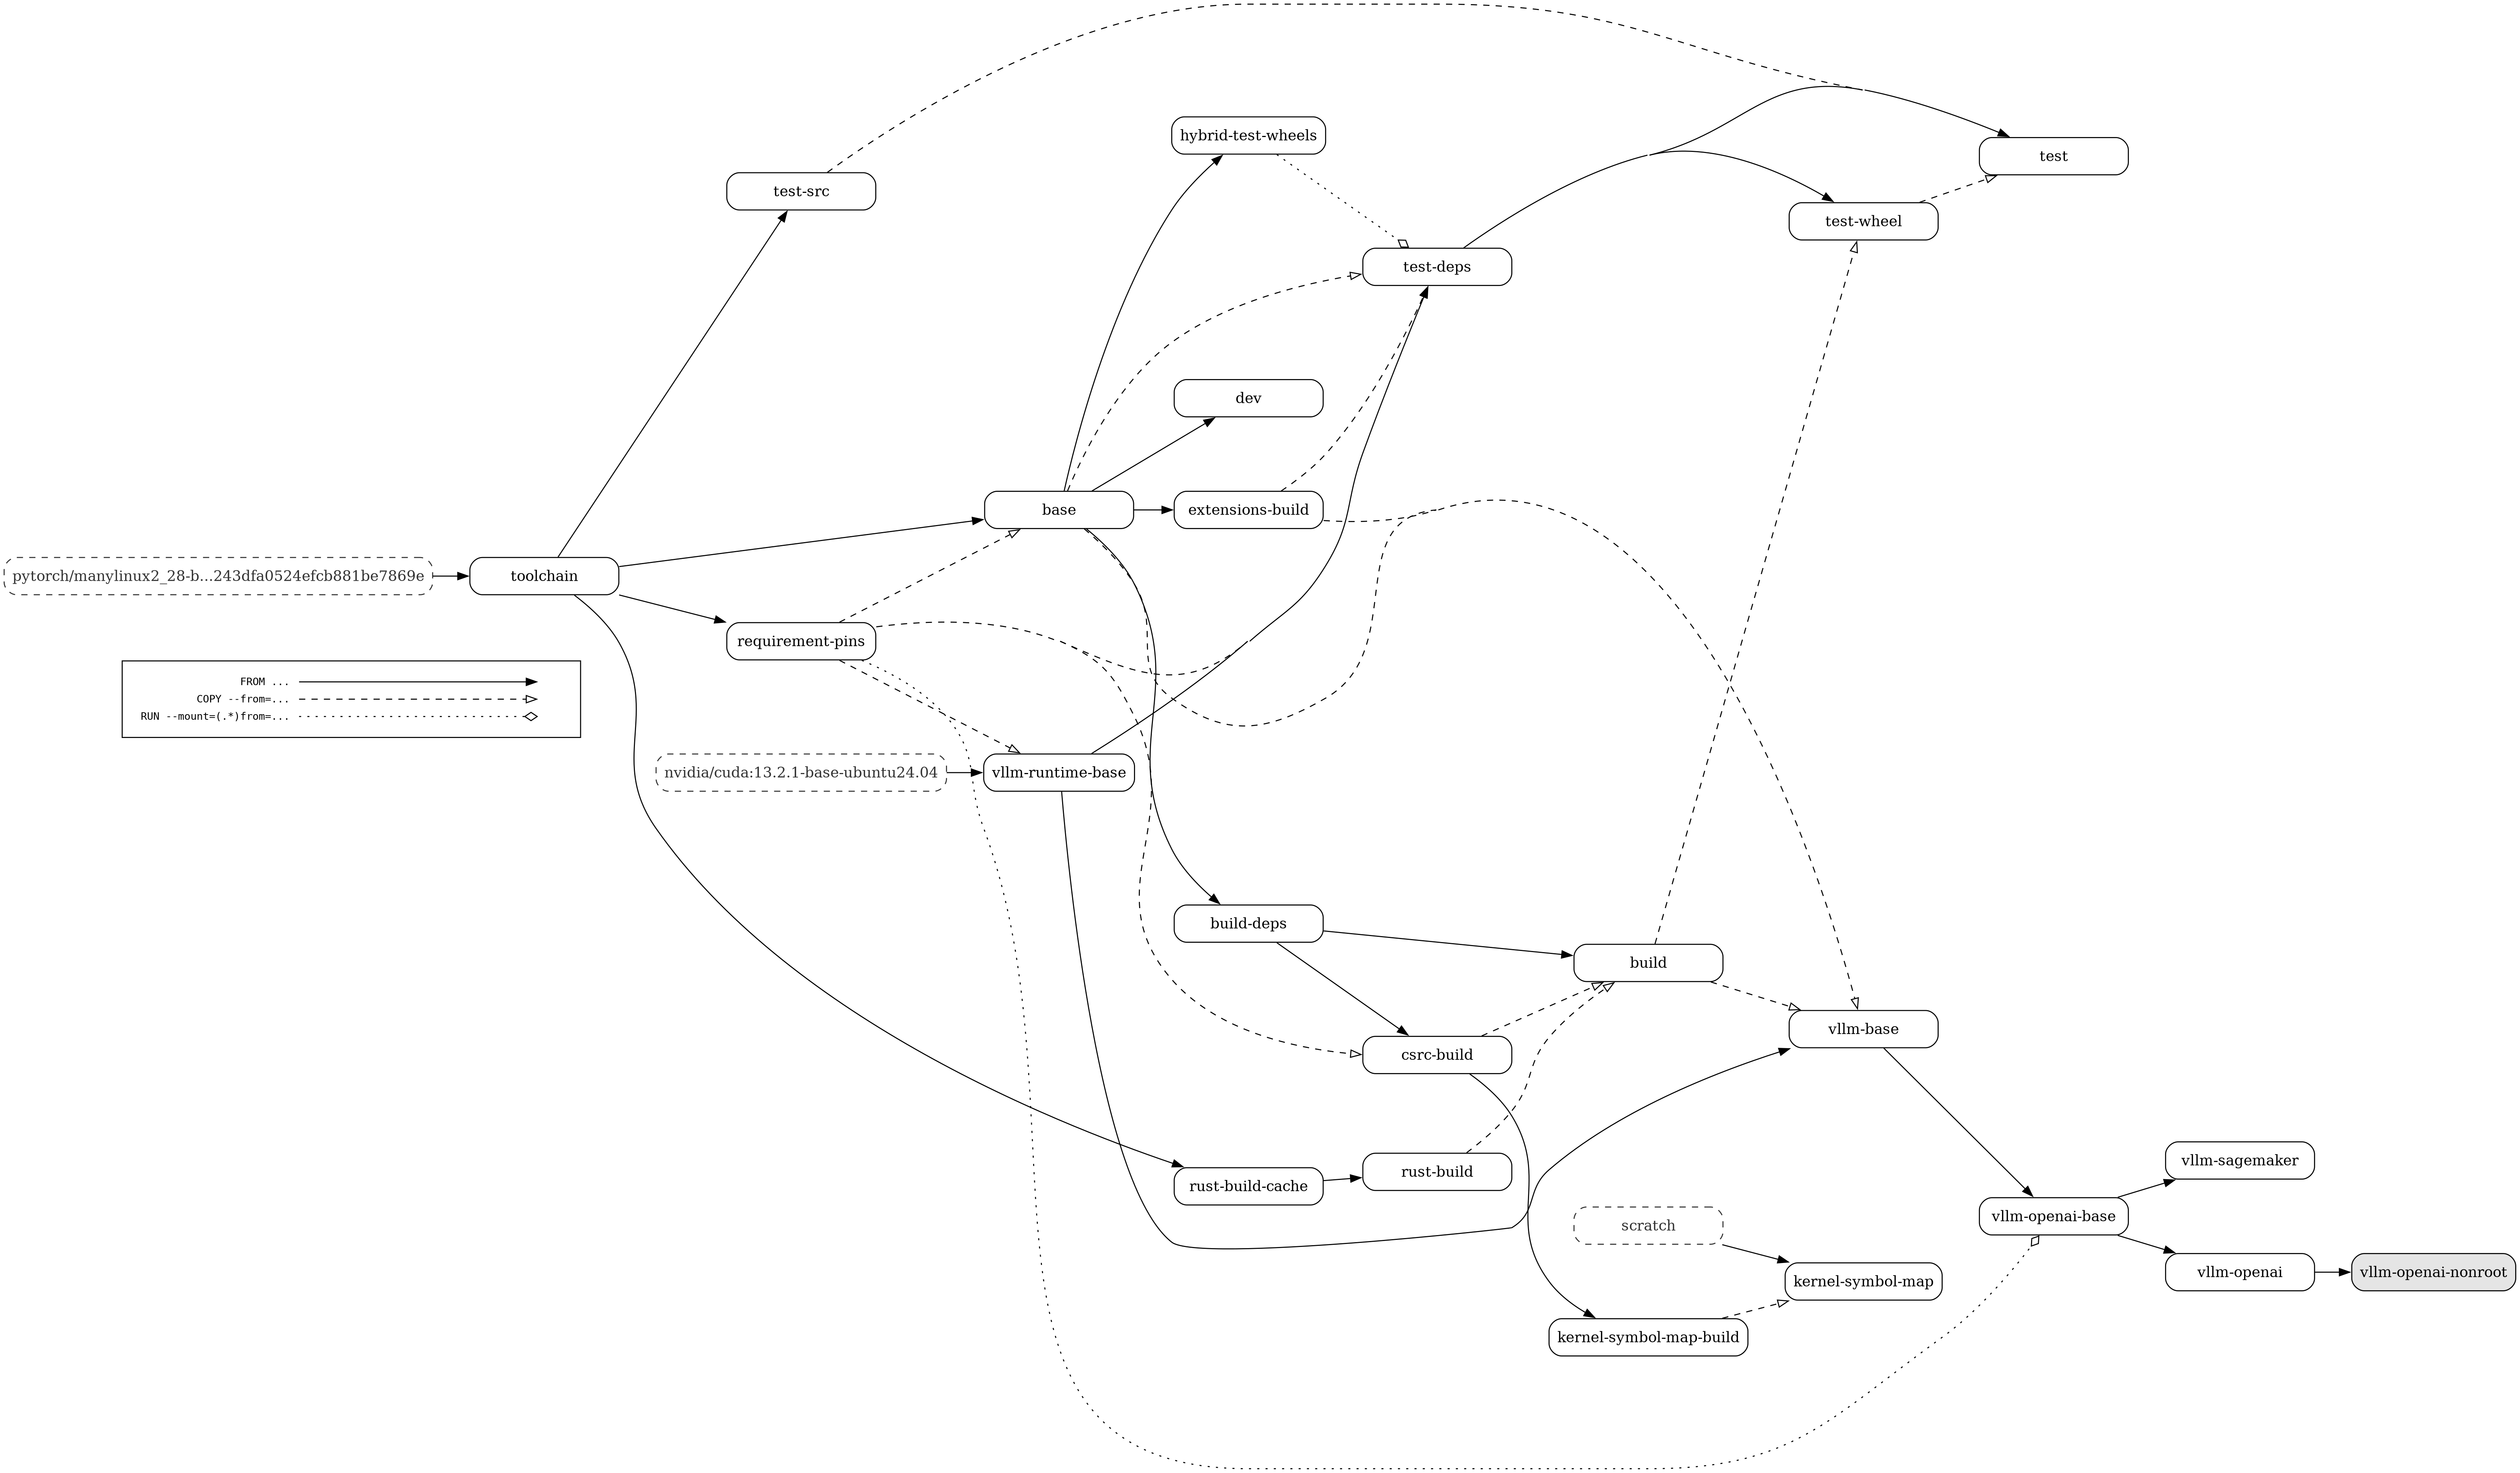 hybrid-test-wheels
test
test-src
test-wheel
test-deps
dev
base
extensions-build
pytorch/manylinux2_28-b...243dfa0524efcb881be7869e
toolchain
requirement-pins
FROM ...
COPY --from=...
RUN --mount=(.*)from=...
nvidia/cuda:13.2.1-base-ubuntu24.04
vllm-runtime-base
build-deps
build
vllm-base
csrc-build
vllm-sagemaker
rust-build
rust-build-cache
vllm-openai-base
scratch
vllm-openai
vllm-openai-nonroot
kernel-symbol-map
kernel-symbol-map-build